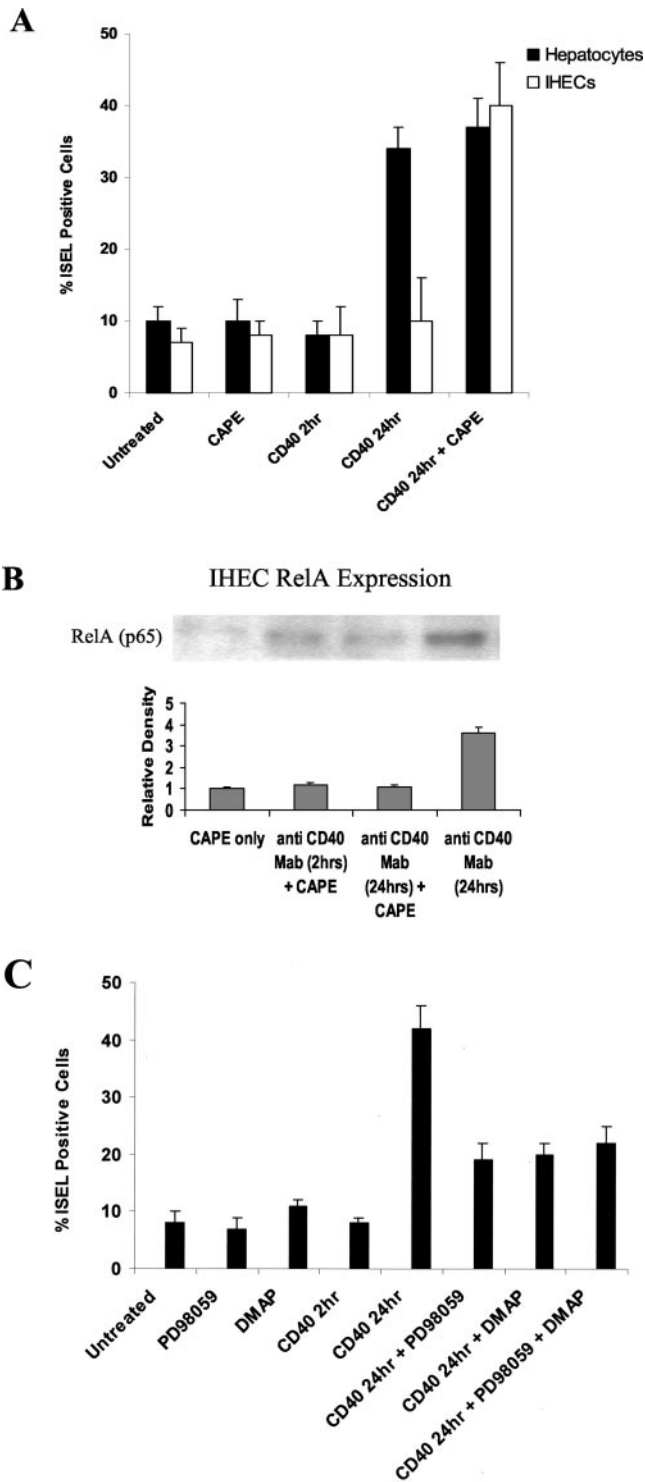 A
50
40
30
20
10
0
% ISEL Positive Cells
Hepatocytes
IHECs
Untreated
CAPE
CD40 2hr
CD40 24hr
CD40 24hr + CAPE
B
IHEC RelA Expression
RelA (p65)
5
4
3
2
1
0
Relative Density
CAPE only
anti CD40
Mab (2hrs)
+ CAPE
anti CD40
Mab
(24hrs) +
CAPE
anti CD40
Mab
(24hrs)
C
50
40
30
20
10
0
% ISEL Positive Cells
Untreated
PD98059
DMAP
CD40 2hr
CD40 24hr
CD40 24hr + PD98059
CD40 24hr + DMAP
CD40 24hr + PD98059 + DMAP